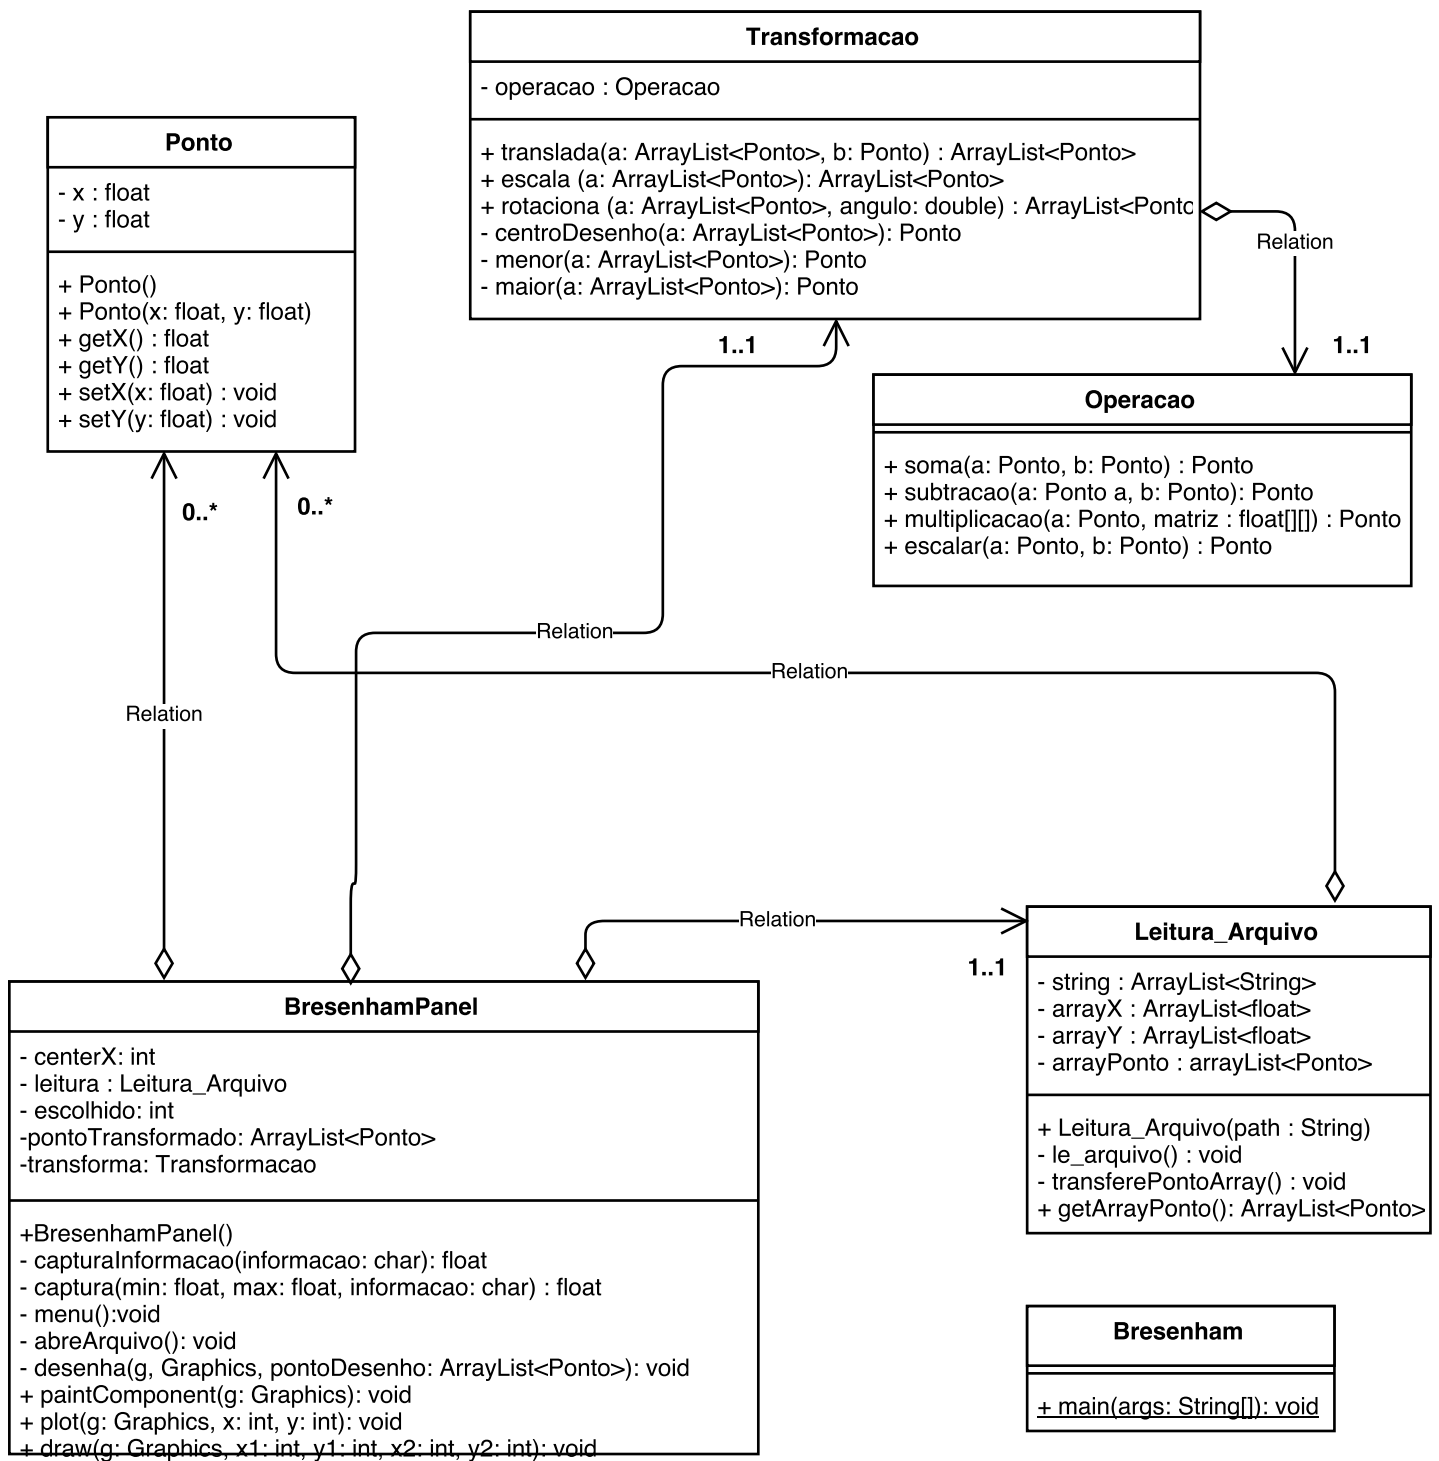 Transformacao
- operacao : Operacao
+ translada(a: ArrayList<Ponto>, b: Ponto) : ArrayList<Ponto>
+ escala (a: ArrayList<Ponto>): ArrayList<Ponto>
+ rotaciona (a: ArrayList<Ponto>, angulo: double) : ArrayList<Ponto
- centroDesenho(a: ArrayList<Ponto>): Ponto
- menor(a: ArrayList<Ponto>): Ponto
- maior(a: ArrayList<Ponto>): Ponto
Ponto
- x : float
- y : float
+ Ponto()
+ Ponto(x: float, y: float)
+ getX() : float
+ getY() : float
+ setX(x: float) : void
+ setY(y: float) : void
Relation
1..1
1..1
Operacao
+ soma(a: Ponto, b: Ponto) : Ponto
+ subtracao(a: Ponto a, b: Ponto): Ponto
+ multiplicacao(a: Ponto, matriz : float[][]) : Ponto
+ escalar(a: Ponto, b: Ponto) : Ponto
0..*
0..*
Relation
Relation
Relation
Relation
1..1
Leitura_Arquivo
- string : ArrayList<String>
- arrayX : ArrayList<float>
- arrayY : ArrayList<float>
- arrayPonto : arrayList<Ponto>
+ Leitura_Arquivo(path : String)
- le_arquivo() : void
- transferePontoArray() : void
+ getArrayPonto(): ArrayList<Ponto>
BresenhamPanel
- centerX: int
- leitura : Leitura_Arquivo
- escolhido: int
-pontoTransformado: ArrayList<Ponto>
-transforma: Transformacao
+BresenhamPanel()
- capturaInformacao(informacao: char): float
- captura(min: float, max: float, informacao: char) : float
- menu():void
- abreArquivo(): void
- desenha(g, Graphics, pontoDesenho: ArrayList<Ponto>): void
+ paintComponent(g: Graphics): void
+ plot(g: Graphics, x: int, y: int): void
+ draw(g: Graphics, x1: int, y1: int, x2: int, y2: int): void
Bresenham
+ main(args: String[]): void